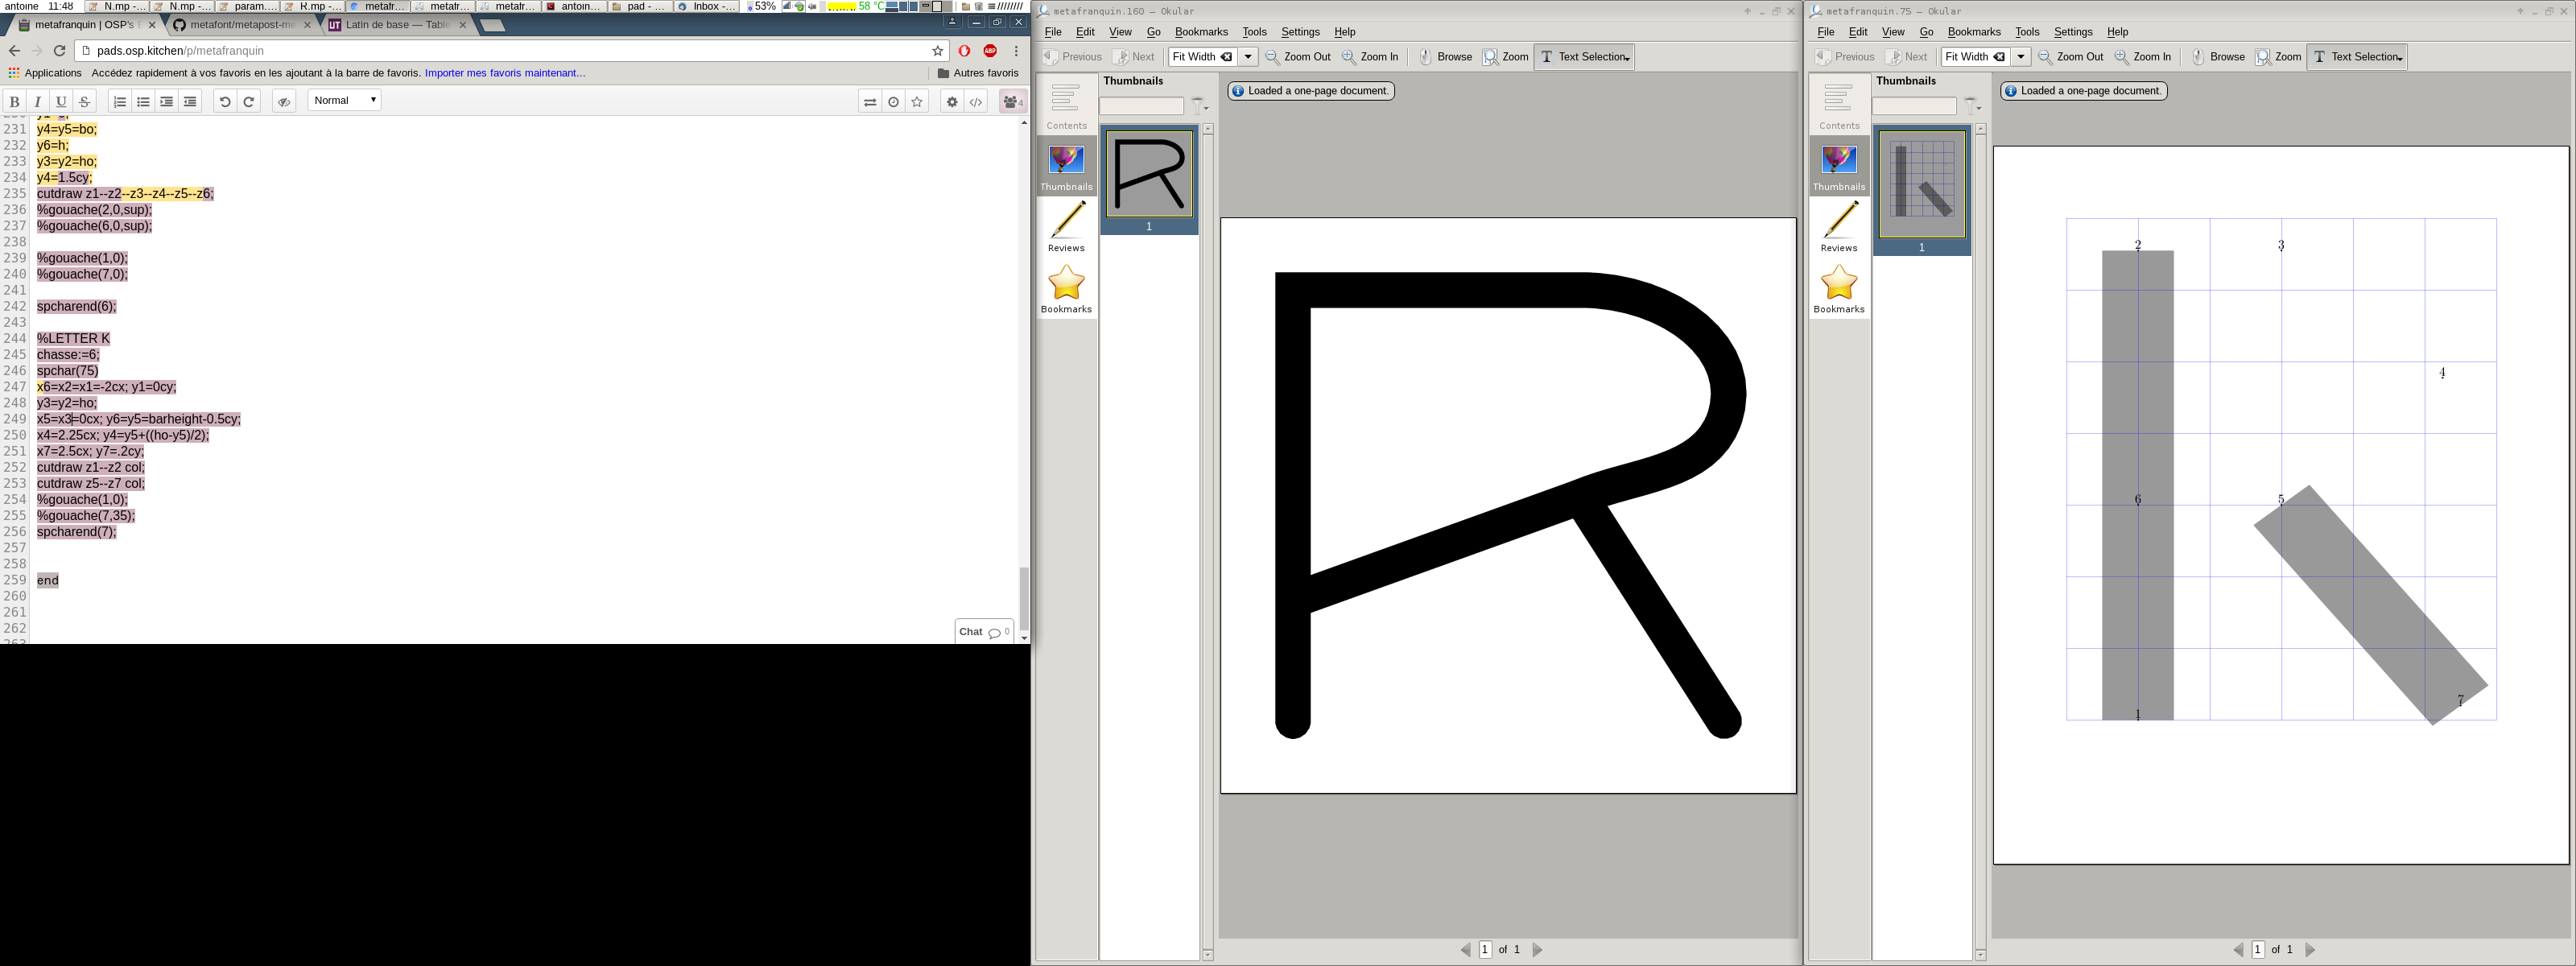 antoine 11:48 N.mp -... N.mp -... param.... R.mp -... metafr... metafr... metafr... antoin... pad - ... Inbox -... 53% 58 °C
metafranquin | OSP's metafont/metapost-me Latin de base — Table
pads.osp.kitchen/p/metafranquin
Applications Accédez rapidement à vos favoris en les ajoutant à la barre de favoris. Importer mes favoris maintenant... Autres favoris
B I U S Normal 4
231 y4=y5=bo;
232 y6=h;
233 y3=y2=ho;
234 y4=1.5cy;
235 cutdraw z1--z2--z3--z4--z5--z6;
236 %gouache(2,0,sup);
237 %gouache(6,0,sup);
238
239 %gouache(1,0);
240 %gouache(7,0);
241
242 spcharend(6);
243
244 %LETTER K
245 chasse:=6;
246 spchar(75)
247 x6=x2=x1=-2cx; y1=0cy;
248 y3=y2=ho;
249 x5=x3=0cx; y6=y5=barheight-0.5cy;
250 x4=2.25cx; y4=y5+((ho-y5)/2);
251 x7=2.5cx; y7=.2cy;
252 cutdraw z1--z2 col;
253 cutdraw z5--z7 col;
254 %gouache(1,0);
255 %gouache(7,35);
256 spcharend(7);
257
258
259 end
260
261
262
Chat 0
metafranquin.160 – Okular
File Edit View Go Bookmarks Tools Settings Help
Previous Next Fit Width Zoom Out Zoom In Browse Zoom Text Selection
Thumbnails
Loaded a one-page document.
Contents
Thumbnails
Reviews
Bookmarks
1
R
1 of 1
metafranquin.75 – Okular
File Edit View Go Bookmarks Tools Settings Help
Previous Next Fit Width Zoom Out Zoom In Browse Zoom Text Selection
Thumbnails
Loaded a one-page document.
Contents
Thumbnails
Reviews
Bookmarks
1
2 3
4
6 5
7
1
1 of 1